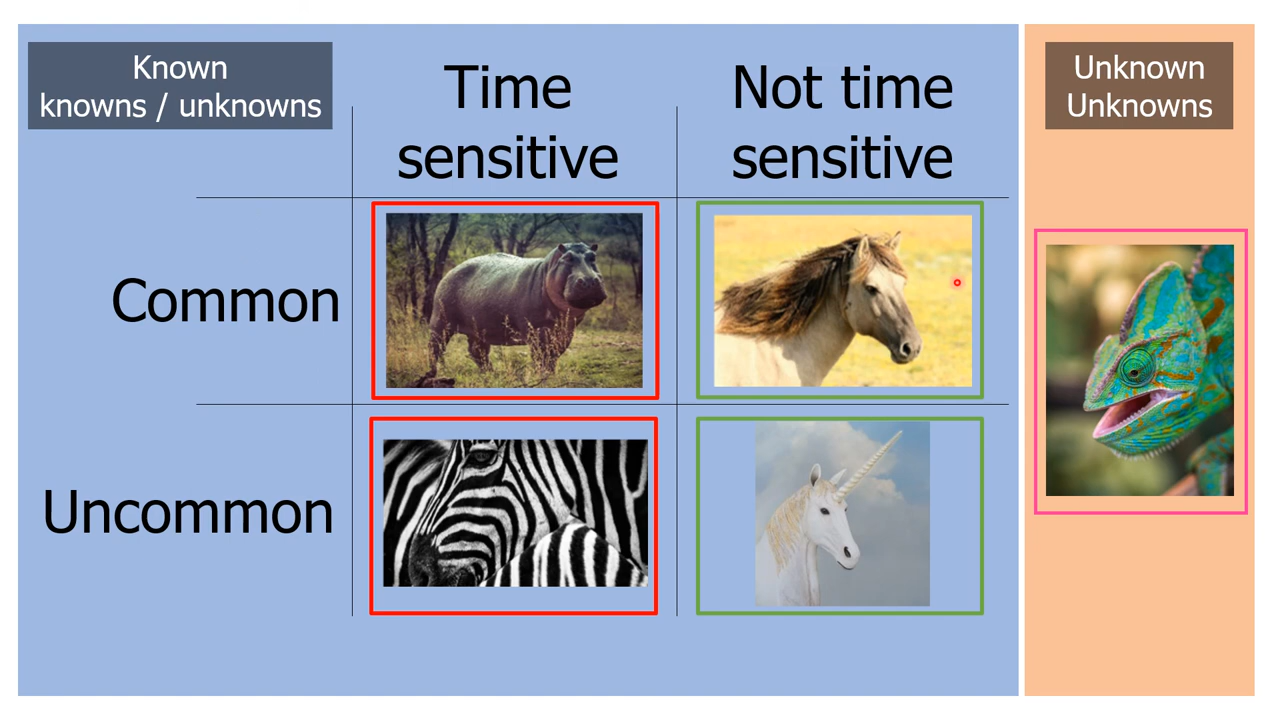 Known
knowns / unknowns
Time
sensitive
Not time
sensitive
Unknown
Unknowns
Common
Uncommon